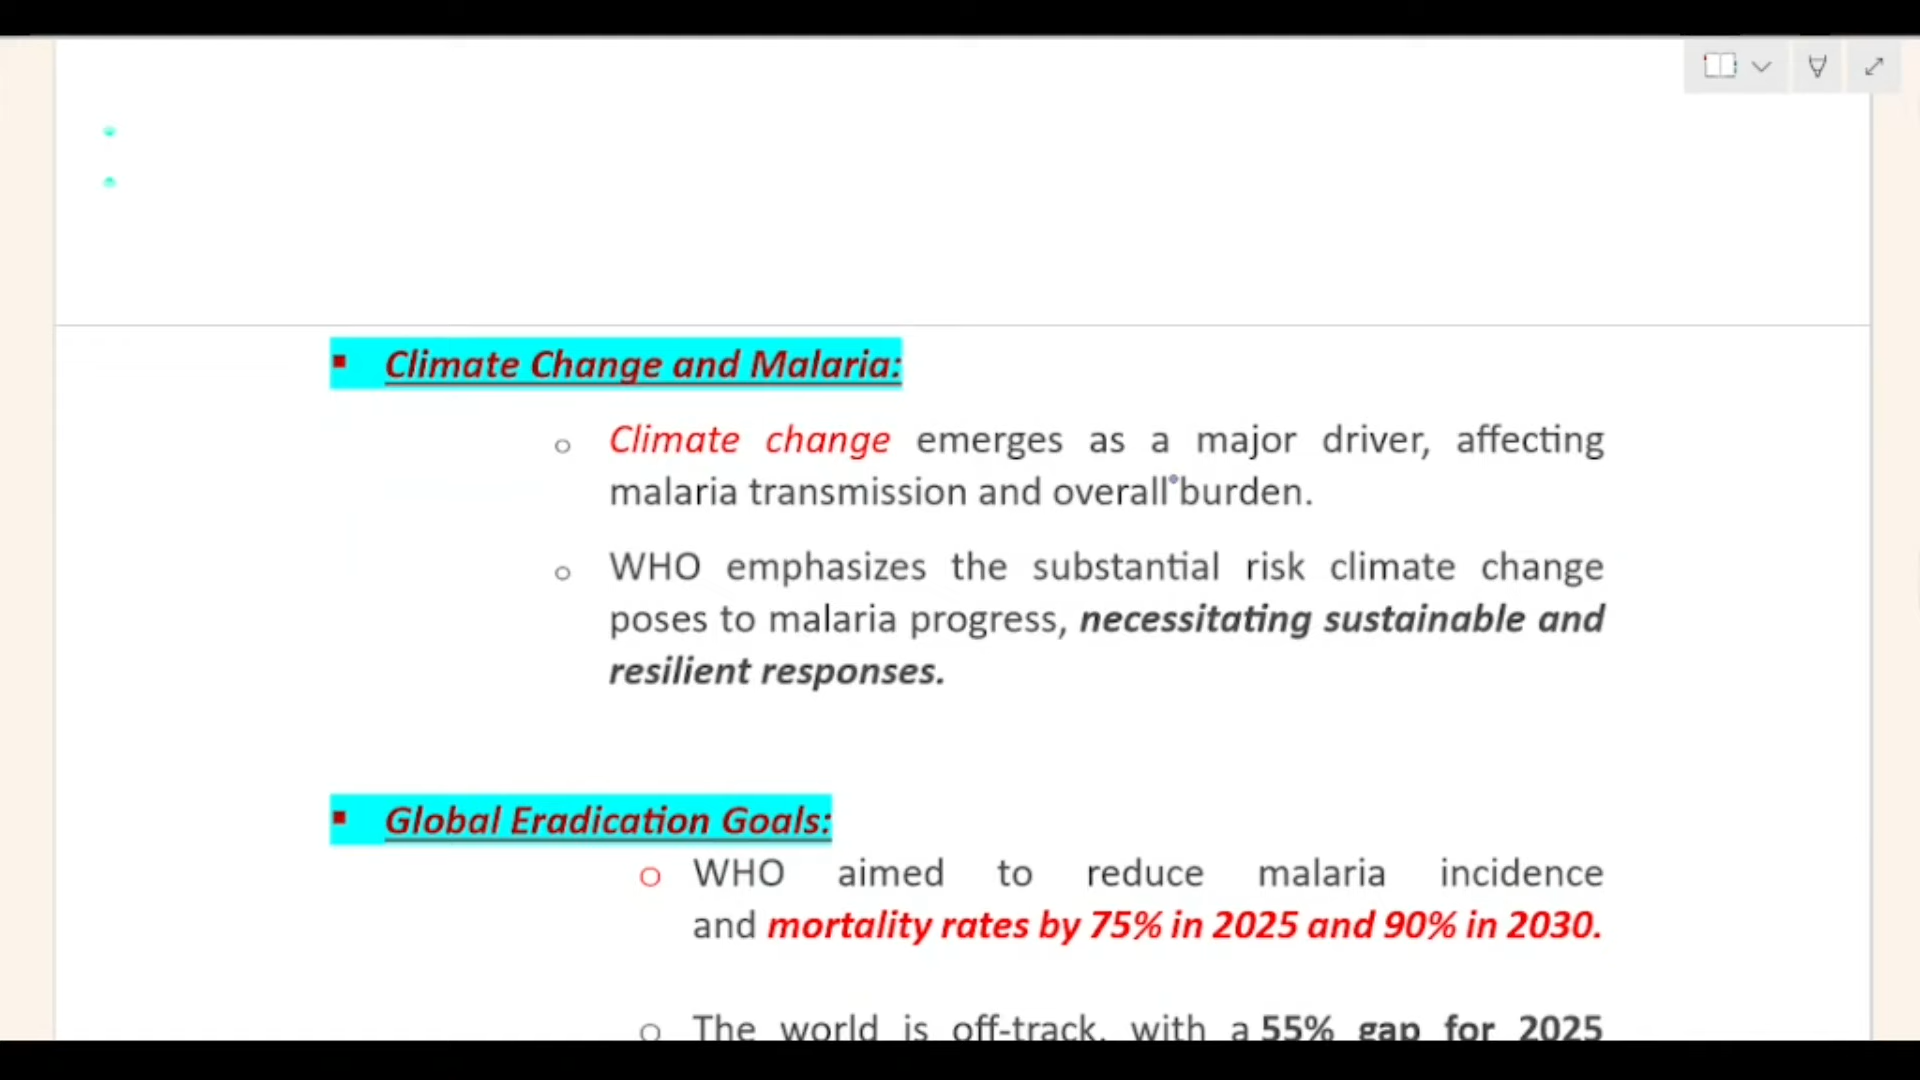 Climate Change and Malaria:
Climate change emerges as a major driver, affecting
malaria transmission and overall burden.
WHO emphasizes the substantial risk climate change
poses to malaria progress, necessitating sustainable and
resilient responses.
Global Eradication Goals:
WHO aimed to reduce malaria incidence
and mortality rates by 75% in 2025 and 90% in 2030.
The world is off-track, with a 55% gap for 2025